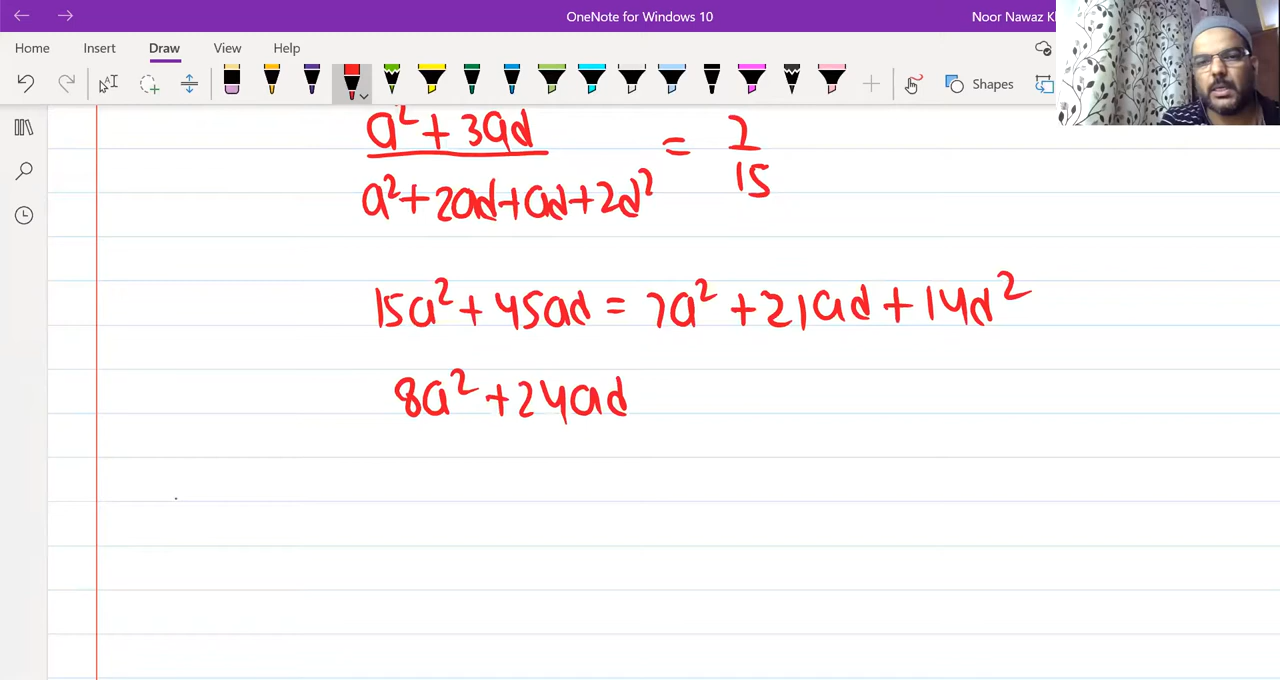 OneNote for Windows 10
Noor Nawaz
Home Insert Draw View Help
Shapes
a² + 3ad
= 7
a² + 2ad + ad + 2d²
15
15a² + 45ad = 7a² + 21ad + 14d²
8a² + 24ad